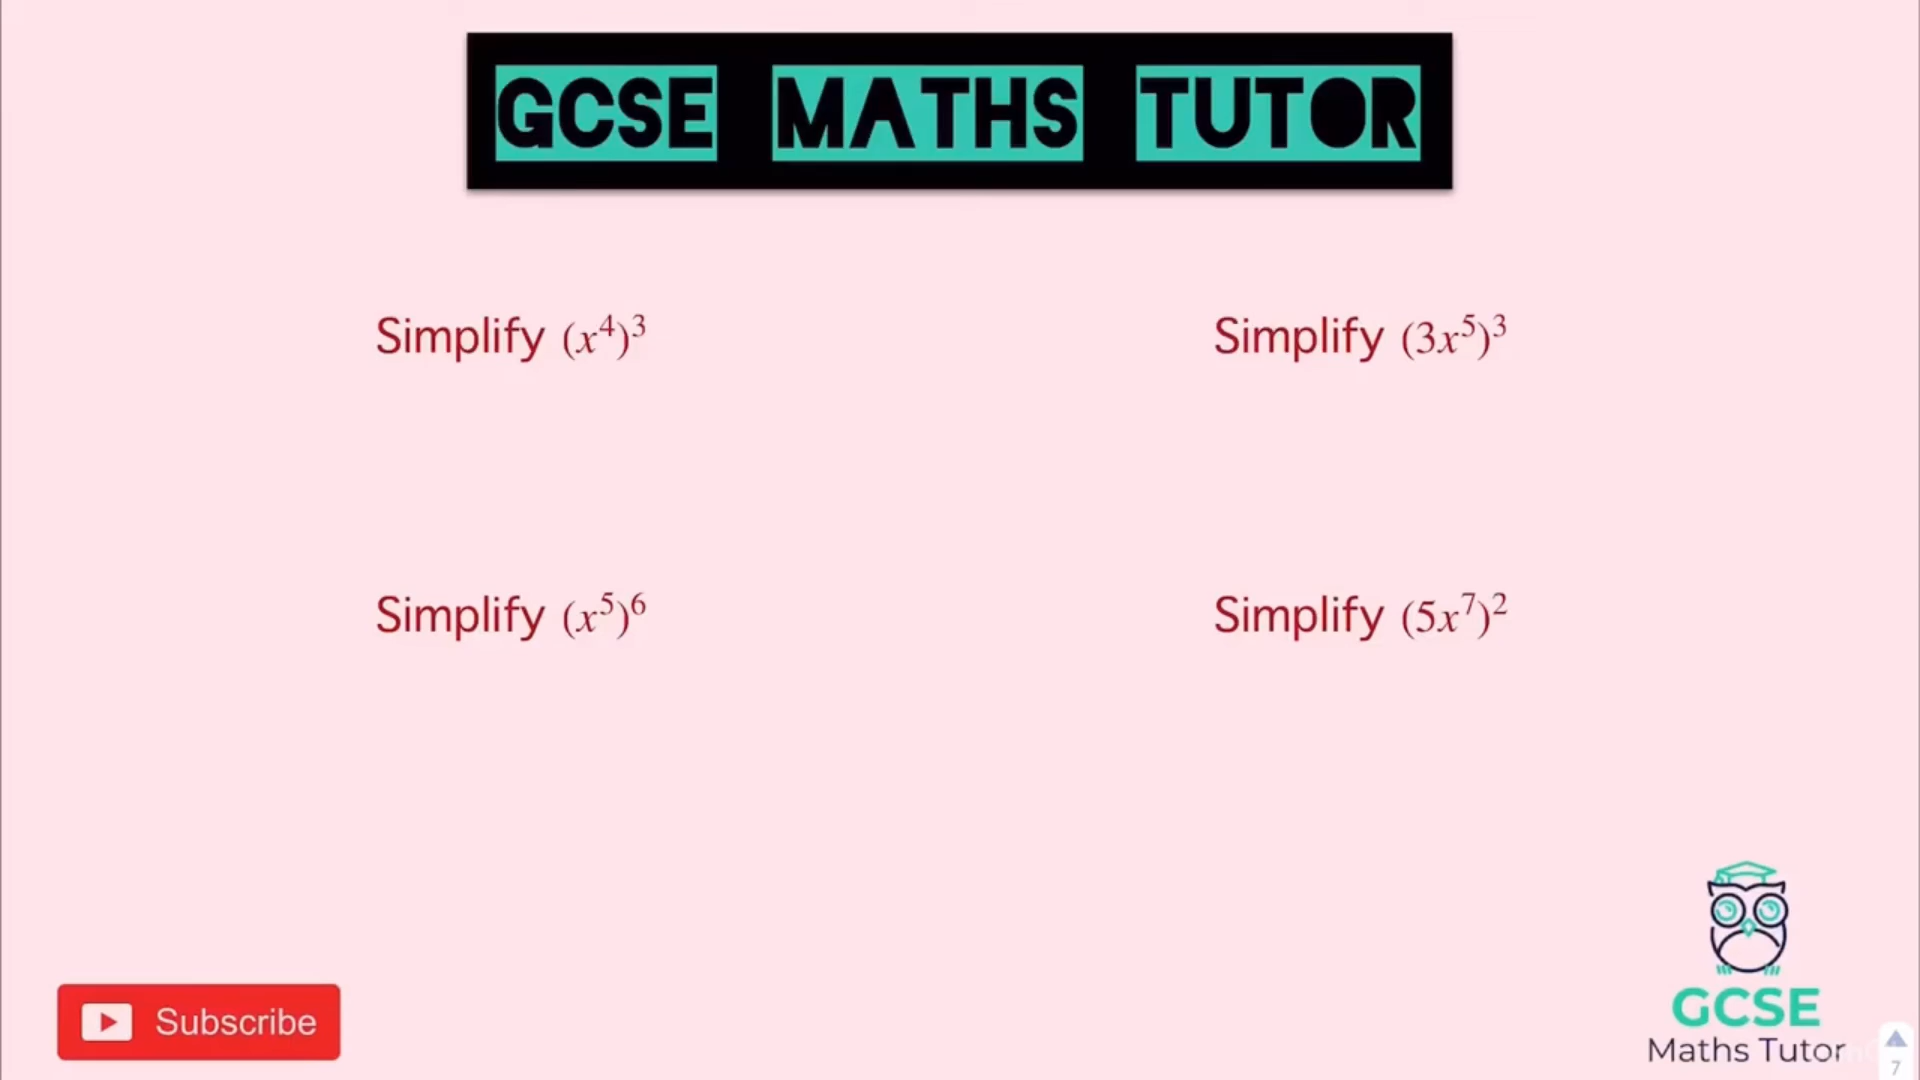 GCSE MATHS TUTOR
Simplify (x⁴)³
Simplify (3x⁵)³
Simplify (x⁵)⁶
Simplify (5x⁷)²
Subscribe
GCSE
Maths Tutor
7